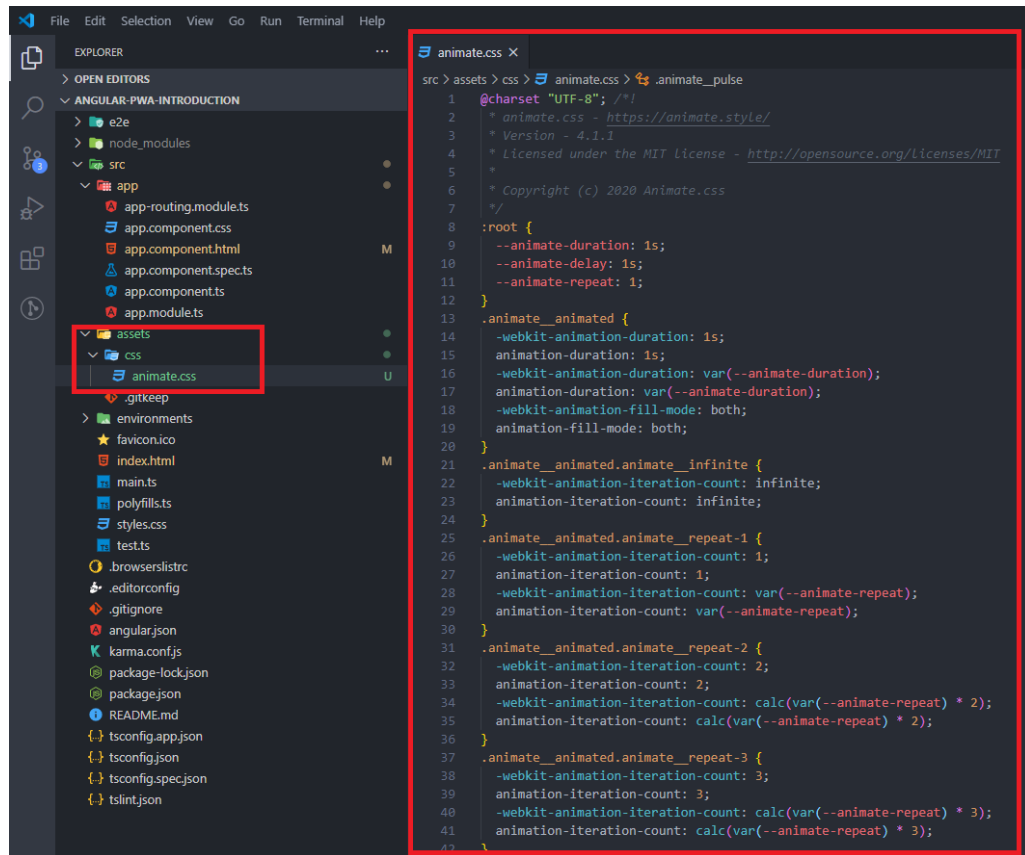 File Edit Selection View Go Run Terminal Help
EXPLORER ...
OPEN EDITORS
ANGULAR-PWA-INTRODUCTION
e2e
node_modules
src
app
app-routing.module.ts
app.component.css
app.component.html M
app.component.spec.ts
app.component.ts
app.module.ts
assets
css
animate.css U
.gitkeep
environments
favicon.ico
index.html M
main.ts
polyfills.ts
styles.css
test.ts
.browserslistrc
.editorconfig
.gitignore
angular.json
karma.conf.js
package-lock.json
package.json
README.md
tsconfig.app.json
tsconfig.json
tsconfig.spec.json
tslint.json
3
animate.css
src > assets > css > animate.css > .animate__pulse
1 @charset "UTF-8"; /*!
2 * animate.css - https://animate.style/
3 * Version - 4.1.1
4 * Licensed under the MIT license - http://opensource.org/licenses/MIT
5 *
6 * Copyright (c) 2020 Animate.css
7 */
8 :root {
9 --animate-duration: 1s;
10 --animate-delay: 1s;
11 --animate-repeat: 1;
12 }
13 .animate__animated {
14 -webkit-animation-duration: 1s;
15 animation-duration: 1s;
16 -webkit-animation-duration: var(--animate-duration);
17 animation-duration: var(--animate-duration);
18 -webkit-animation-fill-mode: both;
19 animation-fill-mode: both;
20 }
21 .animate__animated.animate__infinite {
22 -webkit-animation-iteration-count: infinite;
23 animation-iteration-count: infinite;
24 }
25 .animate__animated.animate__repeat-1 {
26 -webkit-animation-iteration-count: 1;
27 animation-iteration-count: 1;
28 -webkit-animation-iteration-count: var(--animate-repeat);
29 animation-iteration-count: var(--animate-repeat);
30 }
31 .animate__animated.animate__repeat-2 {
32 -webkit-animation-iteration-count: 2;
33 animation-iteration-count: 2;
34 -webkit-animation-iteration-count: calc(var(--animate-repeat) * 2);
35 animation-iteration-count: calc(var(--animate-repeat) * 2);
36 }
37 .animate__animated.animate__repeat-3 {
38 -webkit-animation-iteration-count: 3;
39 animation-iteration-count: 3;
40 -webkit-animation-iteration-count: calc(var(--animate-repeat) * 3);
41 animation-iteration-count: calc(var(--animate-repeat) * 3);
42 }